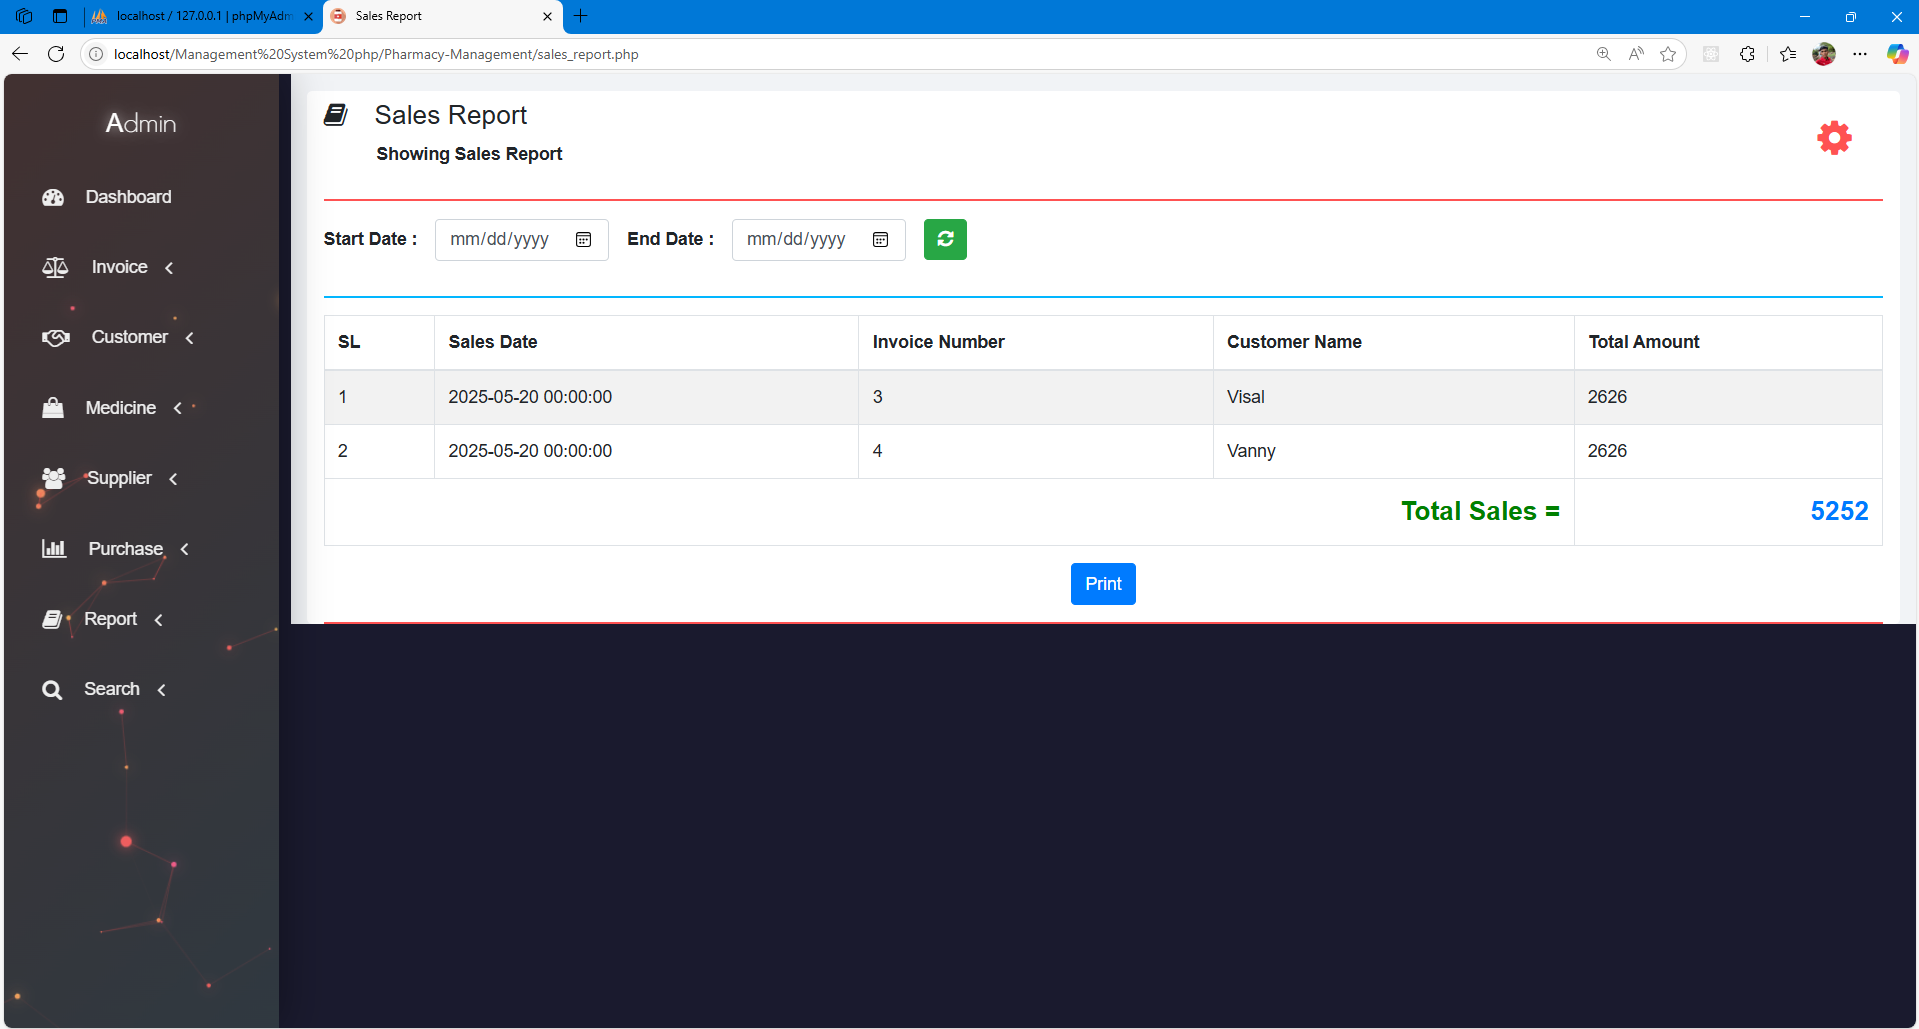 localhost / 127.0.0.1 | phpMyAdm
Sales Report
localhost/Management%20System%20php/Pharmacy-Management/sales_report.php
Admin
Dashboard
Invoice
Customer
Medicine
Supplier
Purchase
Report
Search
Sales Report
Showing Sales Report
Start Date : mm/dd/yyyy End Date : mm/dd/yyyy
SL Sales Date Invoice Number Customer Name Total Amount
1 2025-05-20 00:00:00 3 Visal 2626
2 2025-05-20 00:00:00 4 Vanny 2626
Total Sales = 5252
Print